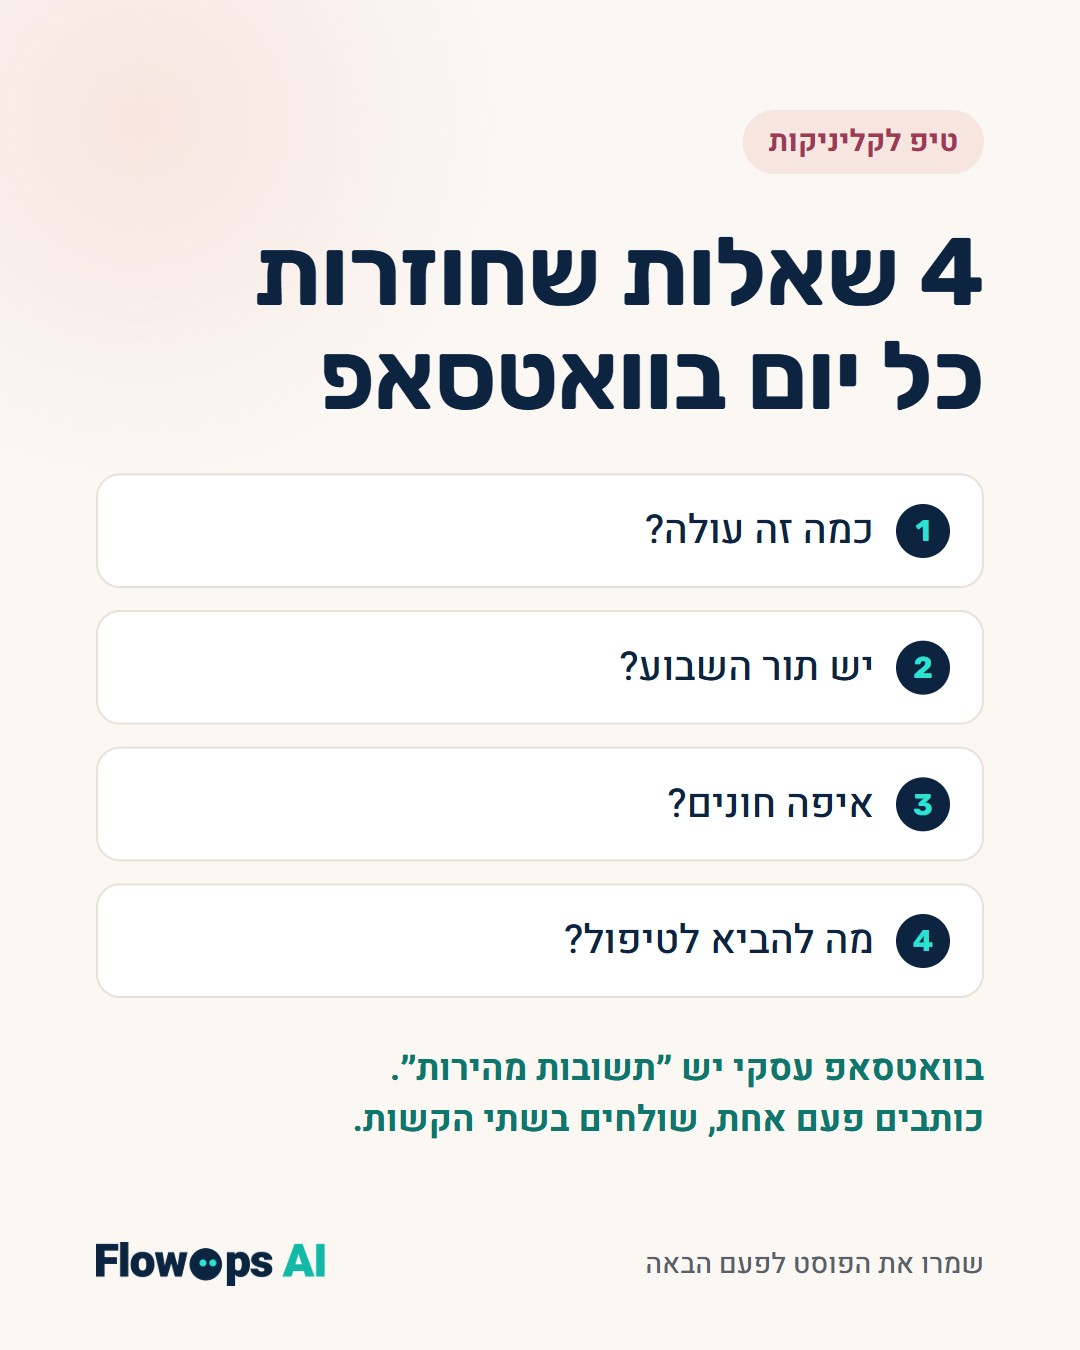 טיפ לקליניקות
4 שאלות שחוזרות
כל יום בוואטסאפ
1 כמה זה עולה?
2 יש תור השבוע?
3 איפה חונים?
4 מה להביא לטיפול?
בוואטסאפ עסקי יש ״תשובות מהירות״.
כותבים פעם אחת, שולחים בשתי הקשות.
שמרו את הפוסט לפעם הבאה
Flowops AI